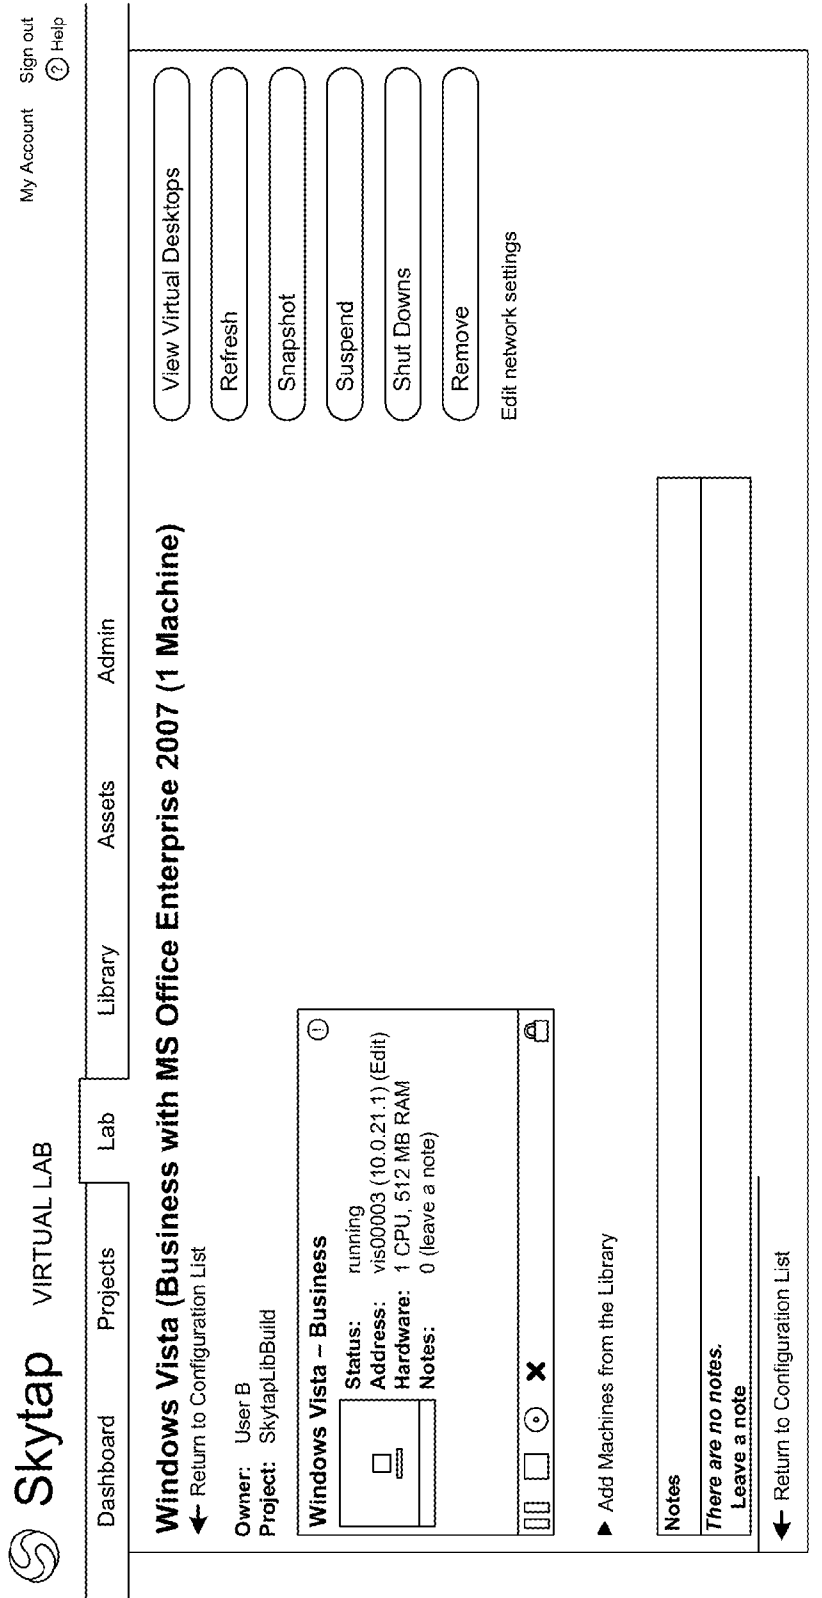 Skytap VIRTUAL LAB
My Account Sign out
? Help
Dashboard Projects Lab Library Assets Admin
Windows Vista (Business with MS Office Enterprise 2007 (1 Machine)
Return to Configuration List
Owner: User B
Project: SkytapLibBuild
Windows Vista – Business
Status: running
Address: vis00003 (10.0.21.1) (Edit)
Hardware: 1 CPU, 512 MB RAM
Notes: 0 (leave a note)
Add Machines from the Library
Notes
There are no notes.
Leave a note
Return to Configuration List
View Virtual Desktops
Refresh
Snapshot
Suspend
Shut Downs
Remove
Edit network settings